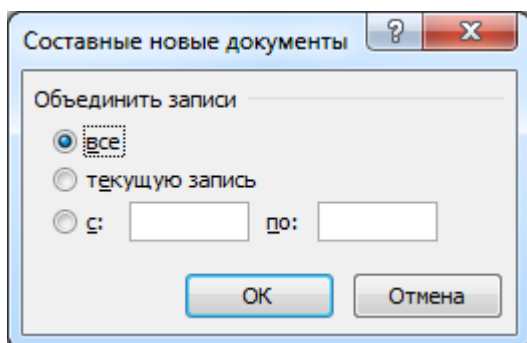 Составные новые документы
Объединить записи
все
текущую запись
с: по:
ОК Отмена